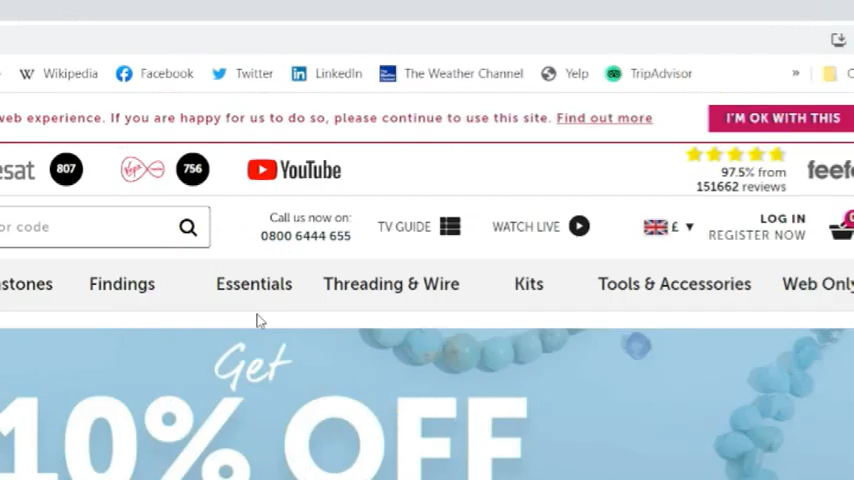 Wikipedia Facebook Twitter LinkedIn The Weather Channel Yelp TripAdvisor »
web experience. If you are happy for us to do so, please continue to use this site. Find out more I'M OK WITH THIS
esat 807 Virgin 756 YouTube
97.5% from
151662 reviews
feefo
or code
Call us now on:
0800 6444 655
TV GUIDE WATCH LIVE £ ▼
LOG IN
REGISTER NOW
stones Findings Essentials Threading & Wire Kits Tools & Accessories Web Only
Get
10% OFF